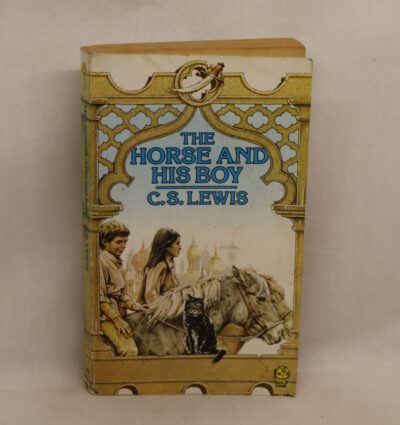 THE
HORSE AND
HIS BOY
C.S. LEWIS